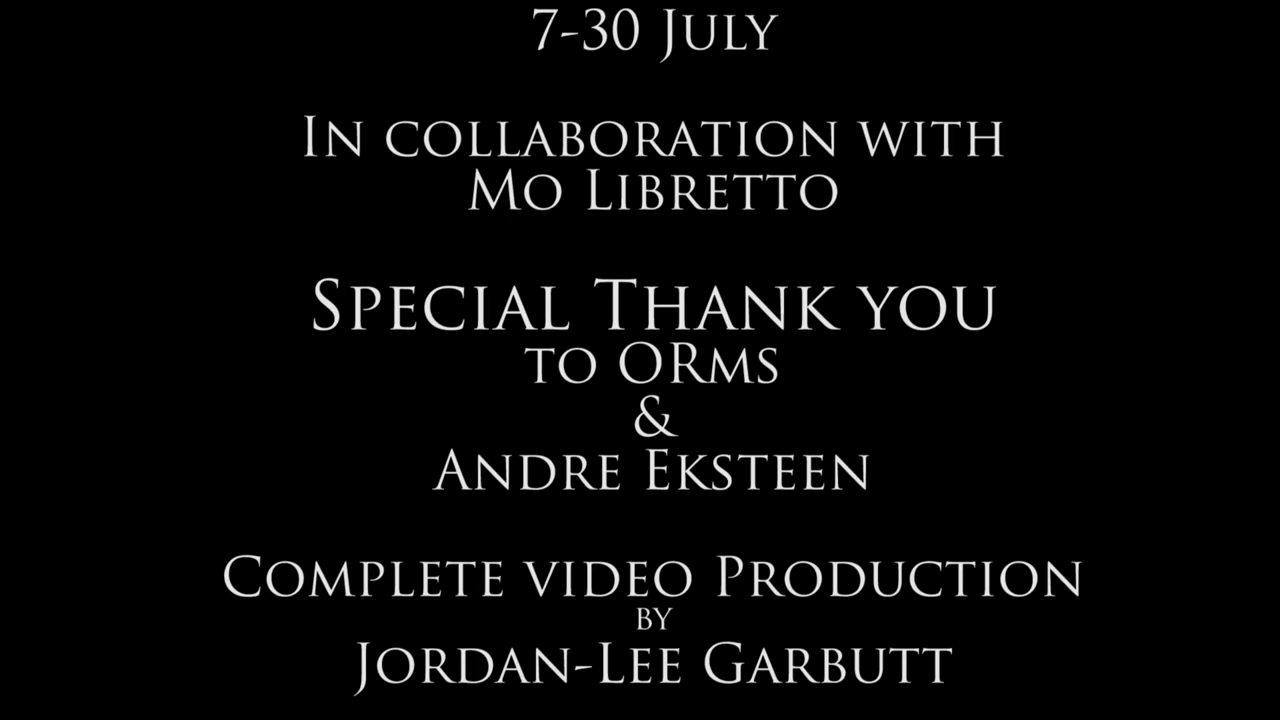 7-30 July
In collaboration with
Mo Libretto
Special Thank you
to ORms
&
Andre Eksteen
Complete video Production
by
Jordan-Lee Garbutt